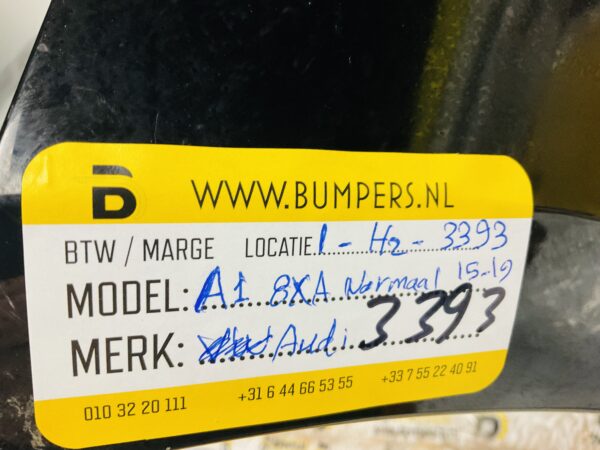 WWW.BUMPERS.NL
BTW / MARGE LOCATIE: 1 - H2 - 3393
MODEL: A1 8XA Normaal 15-19
MERK: Audi 3393
010 32 20 111 +31 6 44 66 53 55 +33 7 55 22 40 91